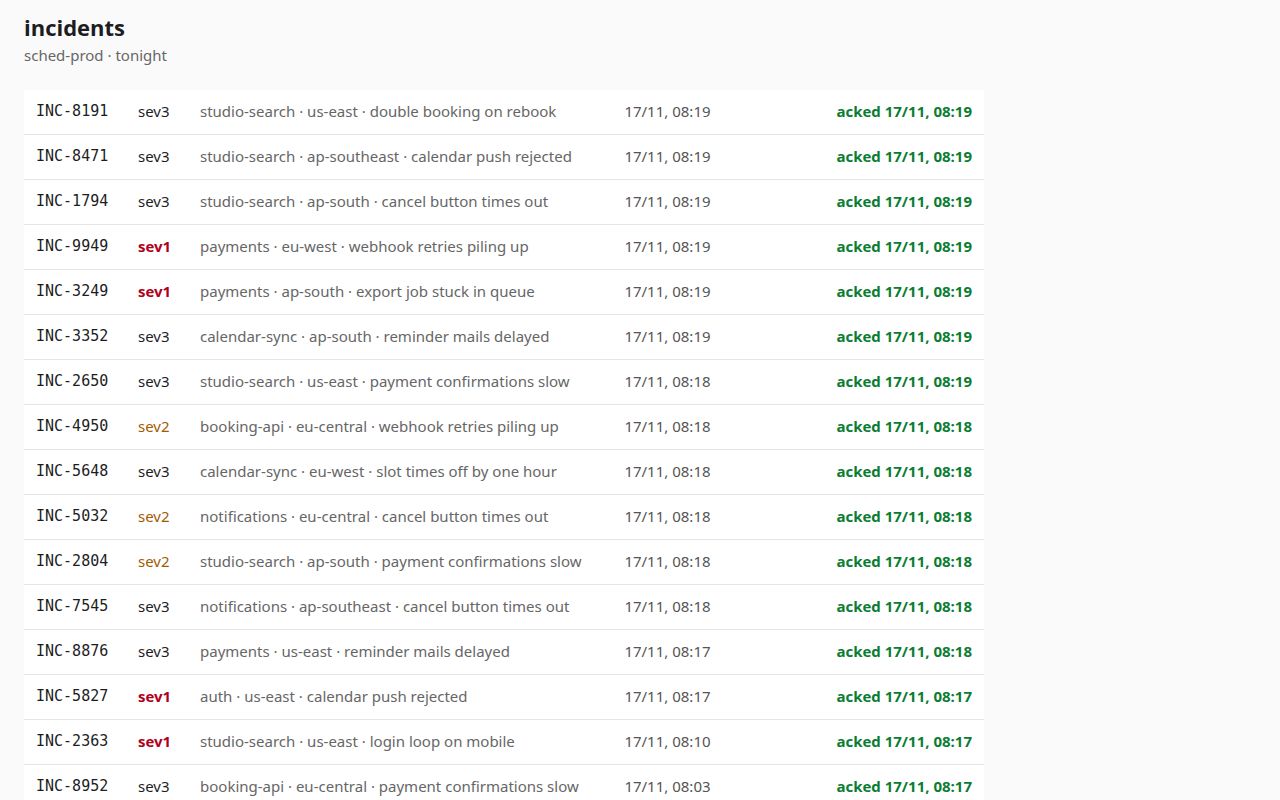 incidents
sched-prod · tonight
INC-8191 sev3 studio-search · us-east · double booking on rebook 17/11, 08:19 acked 17/11, 08:19
INC-8471 sev3 studio-search · ap-southeast · calendar push rejected 17/11, 08:19 acked 17/11, 08:19
INC-1794 sev3 studio-search · ap-south · cancel button times out 17/11, 08:19 acked 17/11, 08:19
INC-9949 sev1 payments · eu-west · webhook retries piling up 17/11, 08:19 acked 17/11, 08:19
INC-3249 sev1 payments · ap-south · export job stuck in queue 17/11, 08:19 acked 17/11, 08:19
INC-3352 sev3 calendar-sync · ap-south · reminder mails delayed 17/11, 08:19 acked 17/11, 08:19
INC-2650 sev3 studio-search · us-east · payment confirmations slow 17/11, 08:18 acked 17/11, 08:19
INC-4950 sev2 booking-api · eu-central · webhook retries piling up 17/11, 08:18 acked 17/11, 08:18
INC-5648 sev3 calendar-sync · eu-west · slot times off by one hour 17/11, 08:18 acked 17/11, 08:18
INC-5032 sev2 notifications · eu-central · cancel button times out 17/11, 08:18 acked 17/11, 08:18
INC-2804 sev2 studio-search · ap-south · payment confirmations slow 17/11, 08:18 acked 17/11, 08:18
INC-7545 sev3 notifications · ap-southeast · cancel button times out 17/11, 08:18 acked 17/11, 08:18
INC-8876 sev3 payments · us-east · reminder mails delayed 17/11, 08:17 acked 17/11, 08:18
INC-5827 sev1 auth · us-east · calendar push rejected 17/11, 08:17 acked 17/11, 08:17
INC-2363 sev1 studio-search · us-east · login loop on mobile 17/11, 08:10 acked 17/11, 08:17
INC-8952 sev3 booking-api · eu-central · payment confirmations slow 17/11, 08:03 acked 17/11, 08:17